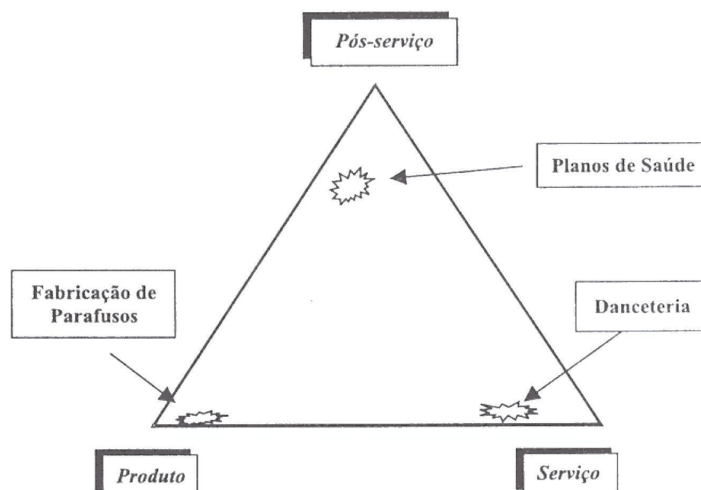 Pós-serviço
Planos de Saúde
Fabricação de
Parafusos
Danceteria
Produto
Serviço